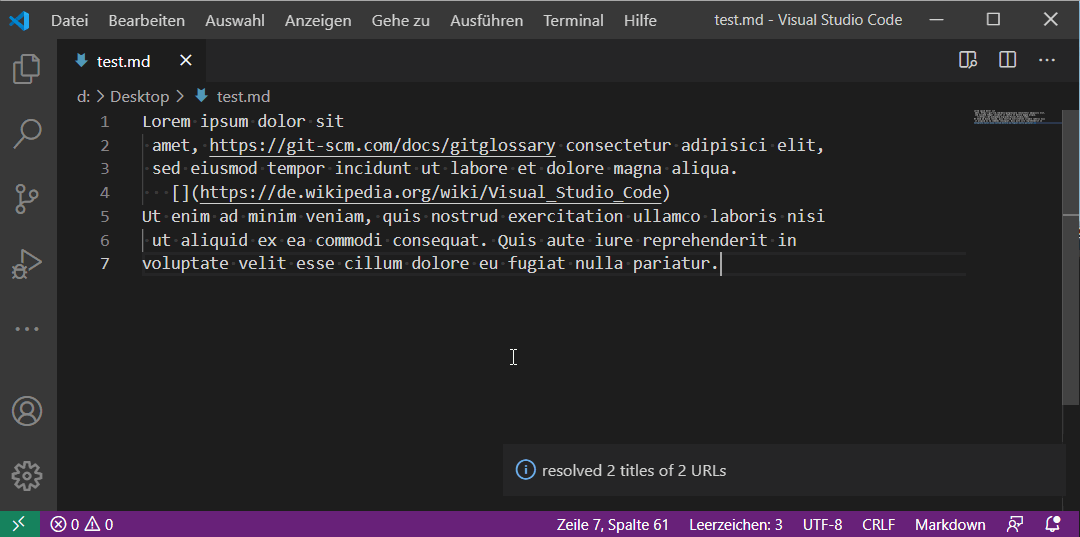 Datei Bearbeiten Auswahl Anzeigen Gehe zu Ausführen Terminal Hilfe test.md - Visual Studio Code
test.md
d: > Desktop > test.md
1 Lorem ipsum dolor sit
2 amet, https://git-scm.com/docs/gitglossary consectetur adipisici elit,
3 sed eiusmod tempor incidunt ut labore et dolore magna aliqua.
4 [](https://de.wikipedia.org/wiki/Visual_Studio_Code)
5 Ut enim ad minim veniam, quis nostrud exercitation ullamco laboris nisi
6 ut aliquid ex ea commodi consequat. Quis aute iure reprehenderit in
7 voluptate velit esse cillum dolore eu fugiat nulla pariatur.
resolved 2 titles of 2 URLs
0 0 Zeile 7, Spalte 61 Leerzeichen: 3 UTF-8 CRLF Markdown